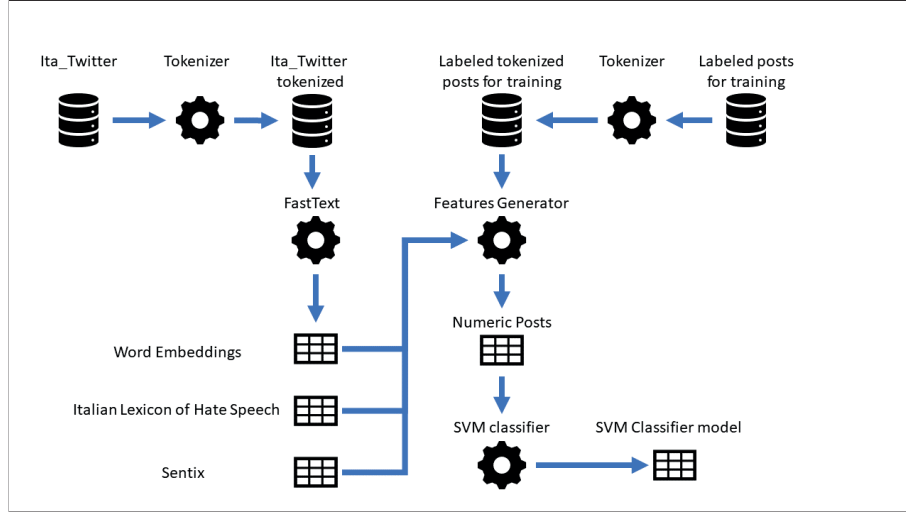 Ita_Twitter
Tokenizer
Ita_Twitter
tokenized
Labeled tokenized
posts for training
Tokenizer
Labeled posts
for training
FastText
Features Generator
Numeric Posts
Word Embeddings
Italian Lexicon of Hate Speech
SVM classifier
SVM Classifier model
Sentix